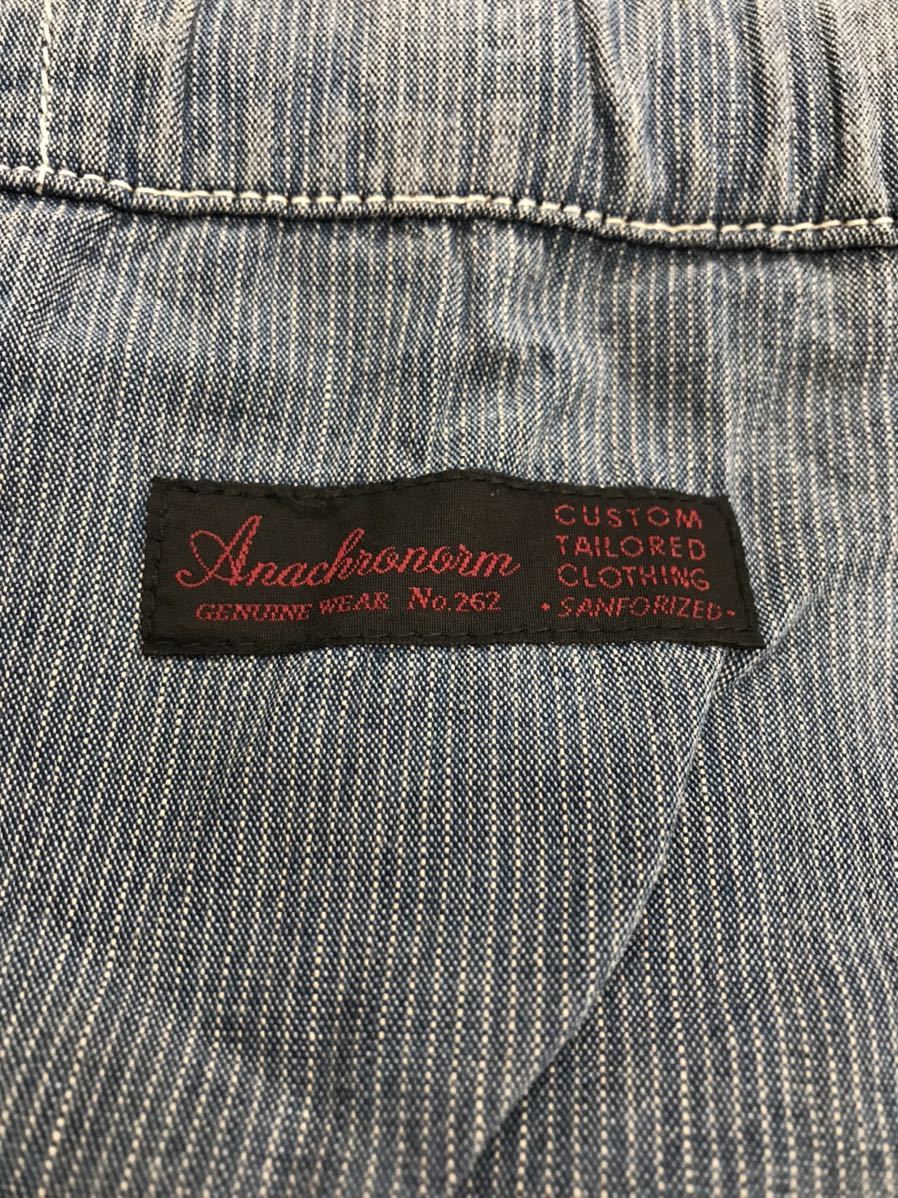 Anachronorm
GENUINE WEAR No.262
CUSTOM
TAILORED
CLOTHING
• SANFORIZED •